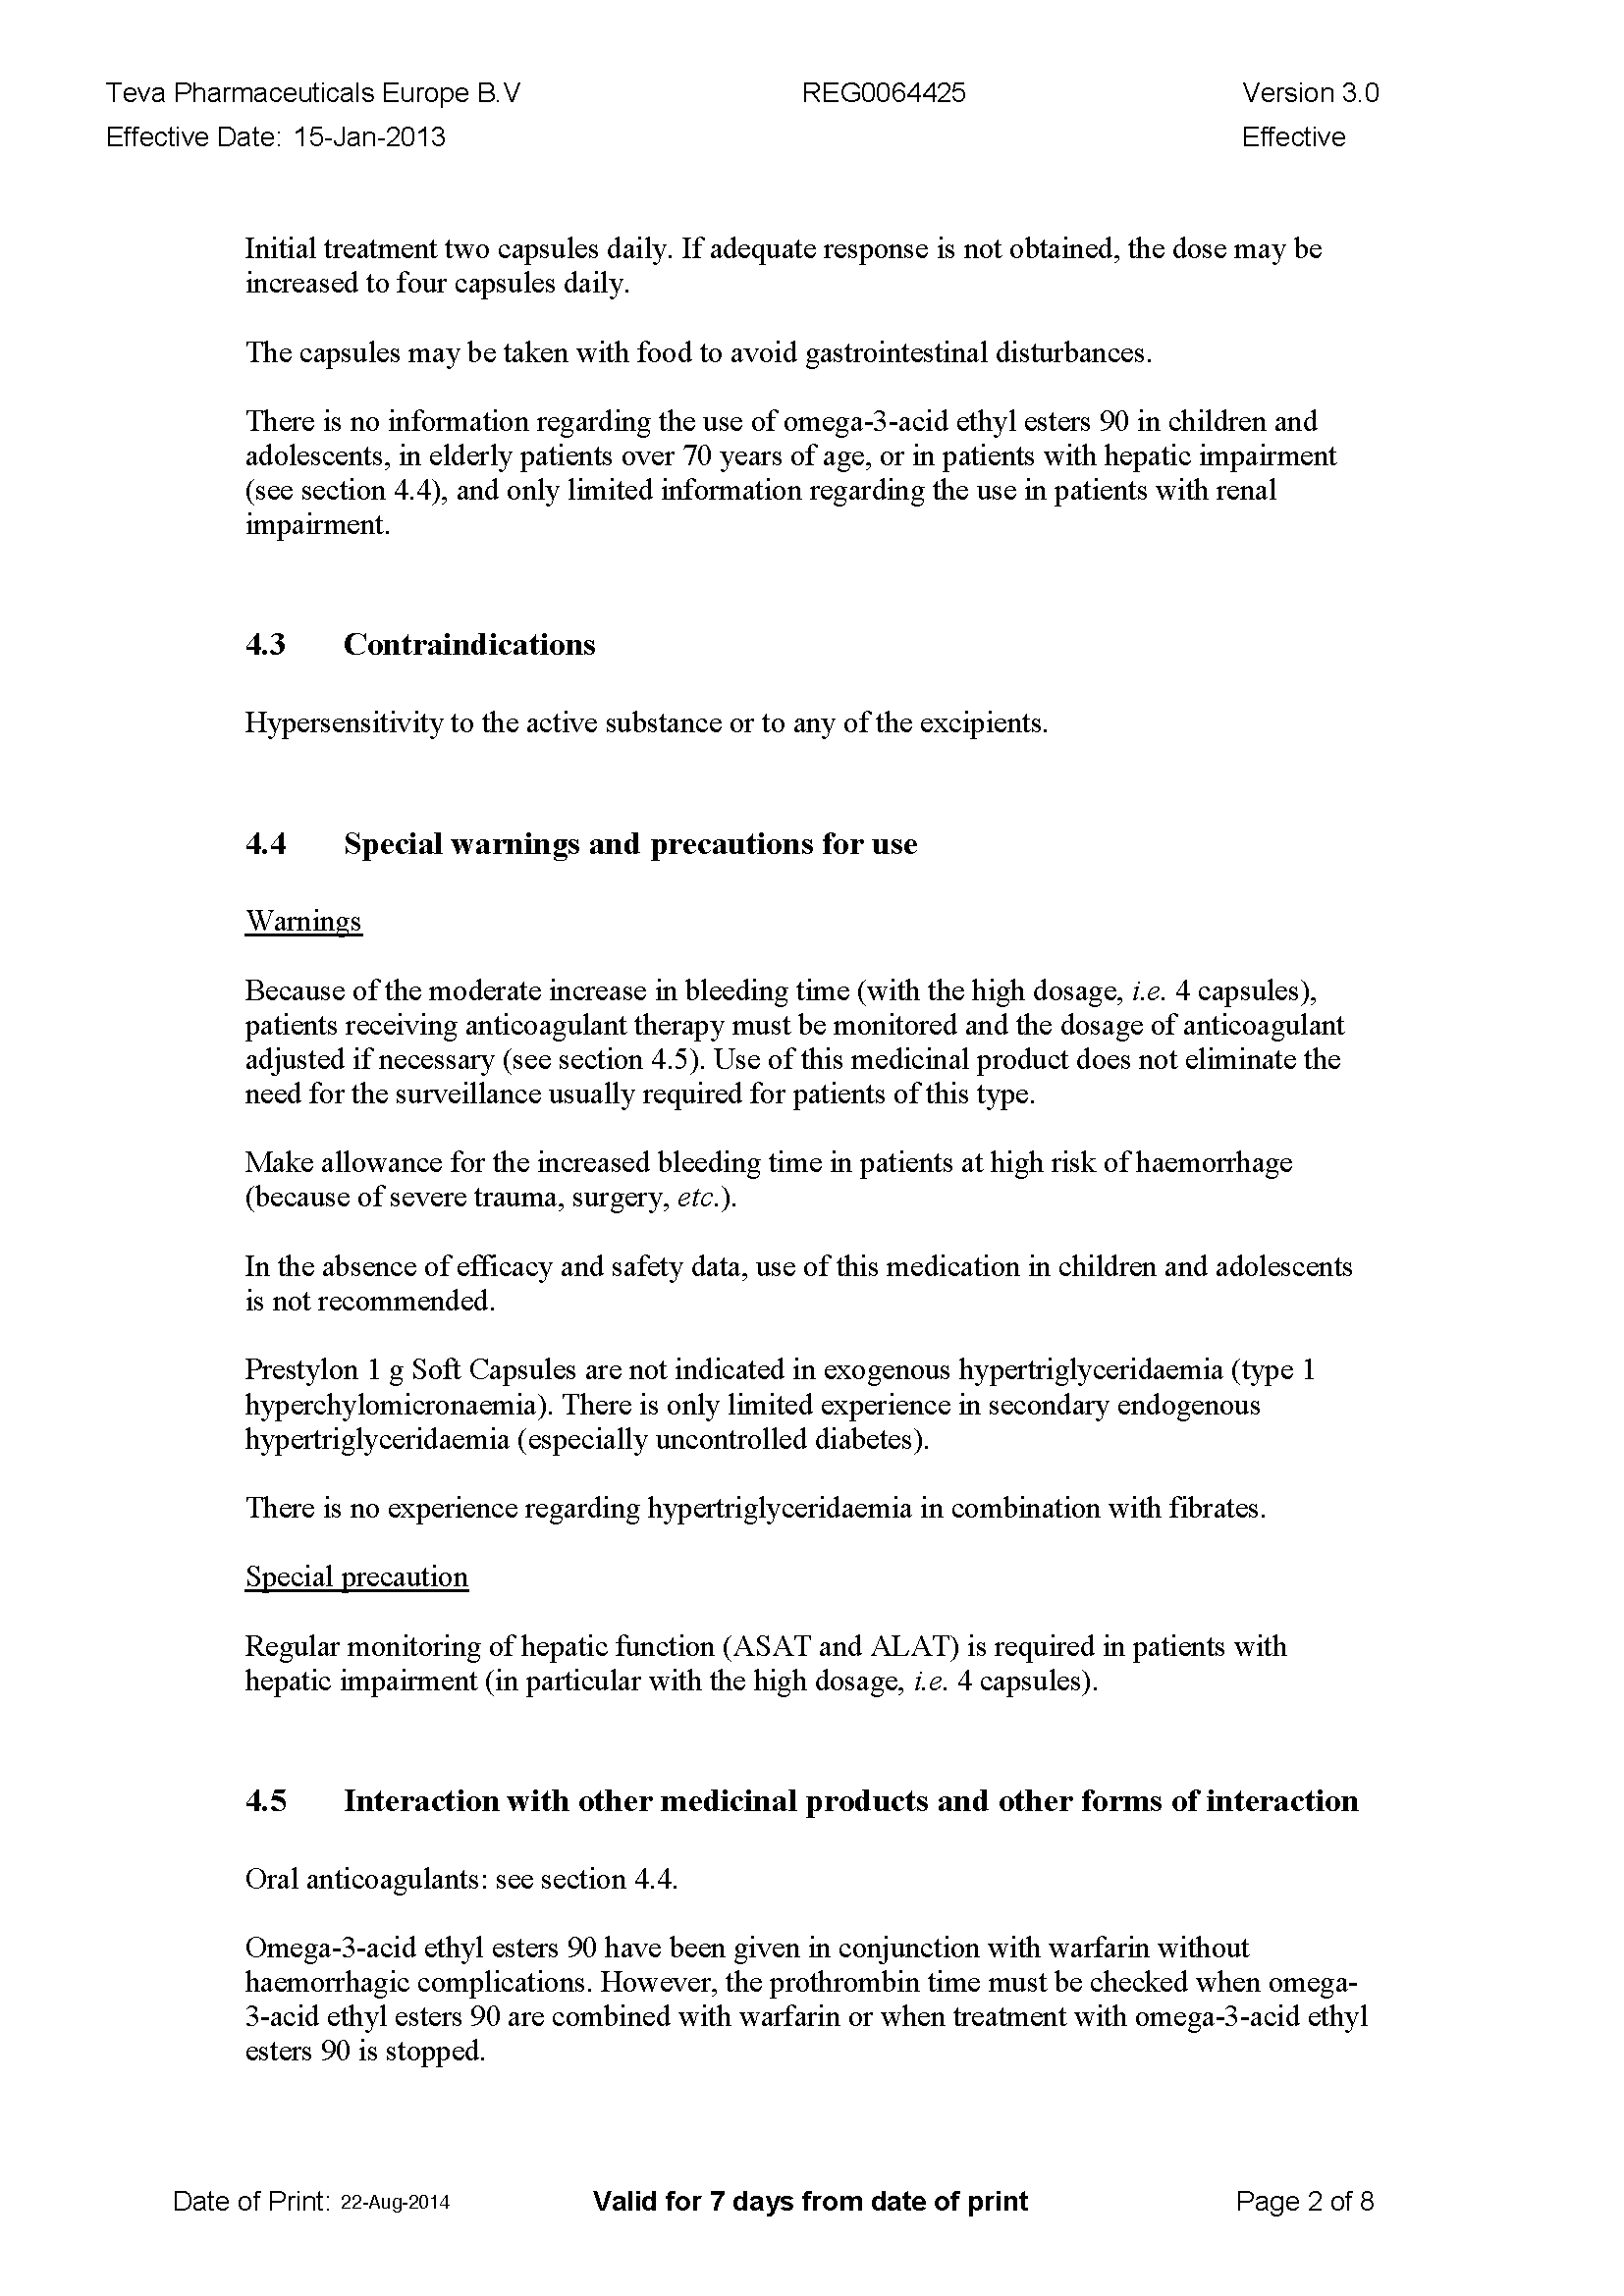 Teva Pharmaceuticals Europe B.V REG0064425 Version 3.0
Effective Date: 15-Jan-2013 Effective
Initial treatment two capsules daily. If adequate response is not obtained, the dose may be
increased to four capsules daily.
The capsules may be taken with food to avoid gastrointestinal disturbances.
There is no information regarding the use of omega-3-acid ethyl esters 90 in children and
adolescents, in elderly patients over 70 years of age, or in patients with hepatic impairment
(see section 4.4), and only limited information regarding the use in patients with renal
impairment.
4.3 Contraindications
Hypersensitivity to the active substance or to any of the excipients.
4.4 Special warnings and precautions for use
Warnings
Because of the moderate increase in bleeding time (with the high dosage, i.e. 4 capsules),
patients receiving anticoagulant therapy must be monitored and the dosage of anticoagulant
adjusted if necessary (see section 4.5). Use of this medicinal product does not eliminate the
need for the surveillance usually required for patients of this type.
Make allowance for the increased bleeding time in patients at high risk of haemorrhage
(because of severe trauma, surgery, etc.).
In the absence of efficacy and safety data, use of this medication in children and adolescents
is not recommended.
Prestylon 1 g Soft Capsules are not indicated in exogenous hypertriglyceridaemia (type 1
hyperchylomicronaemia). There is only limited experience in secondary endogenous
hypertriglyceridaemia (especially uncontrolled diabetes).
There is no experience regarding hypertriglyceridaemia in combination with fibrates.
Special precaution
Regular monitoring of hepatic function (ASAT and ALAT) is required in patients with
hepatic impairment (in particular with the high dosage, i.e. 4 capsules).
4.5 Interaction with other medicinal products and other forms of interaction
Oral anticoagulants: see section 4.4.
Omega-3-acid ethyl esters 90 have been given in conjunction with warfarin without
haemorrhagic complications. However, the prothrombin time must be checked when omega-
3-acid ethyl esters 90 are combined with warfarin or when treatment with omega-3-acid ethyl
esters 90 is stopped.
Date of Print: 22-Aug-2014 Valid for 7 days from date of print Page 2 of 8